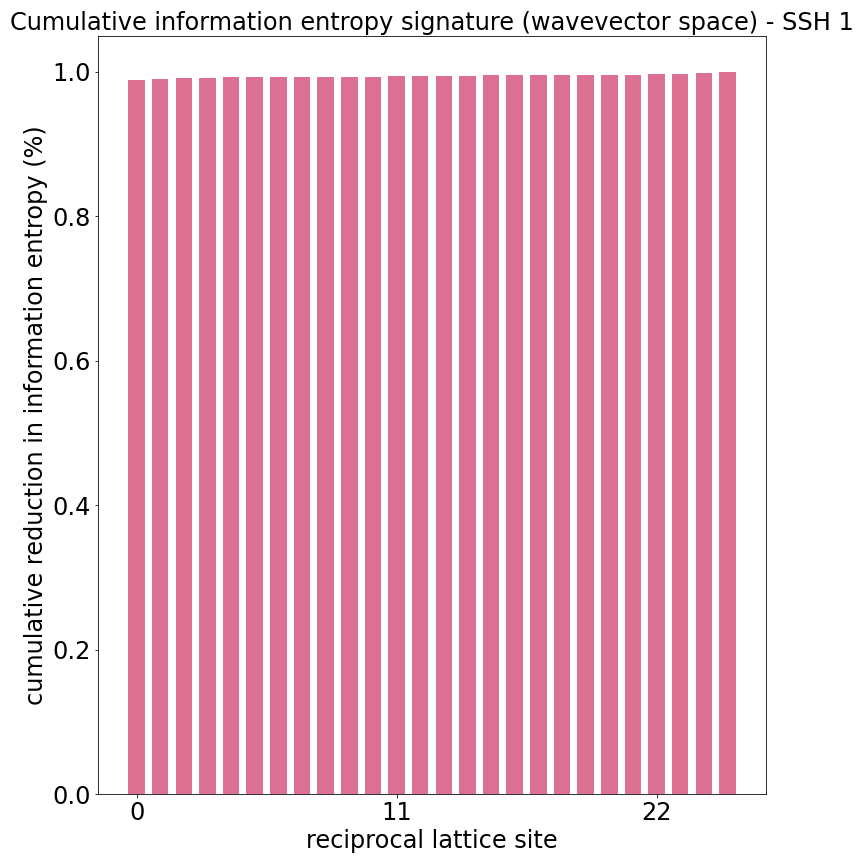 Cumulative information entropy signature (wavevector space) - SSH 1
cumulative reduction in information entropy (%)
1.0
0.8
0.6
0.4
0.2
0.0
0 11 22
reciprocal lattice site